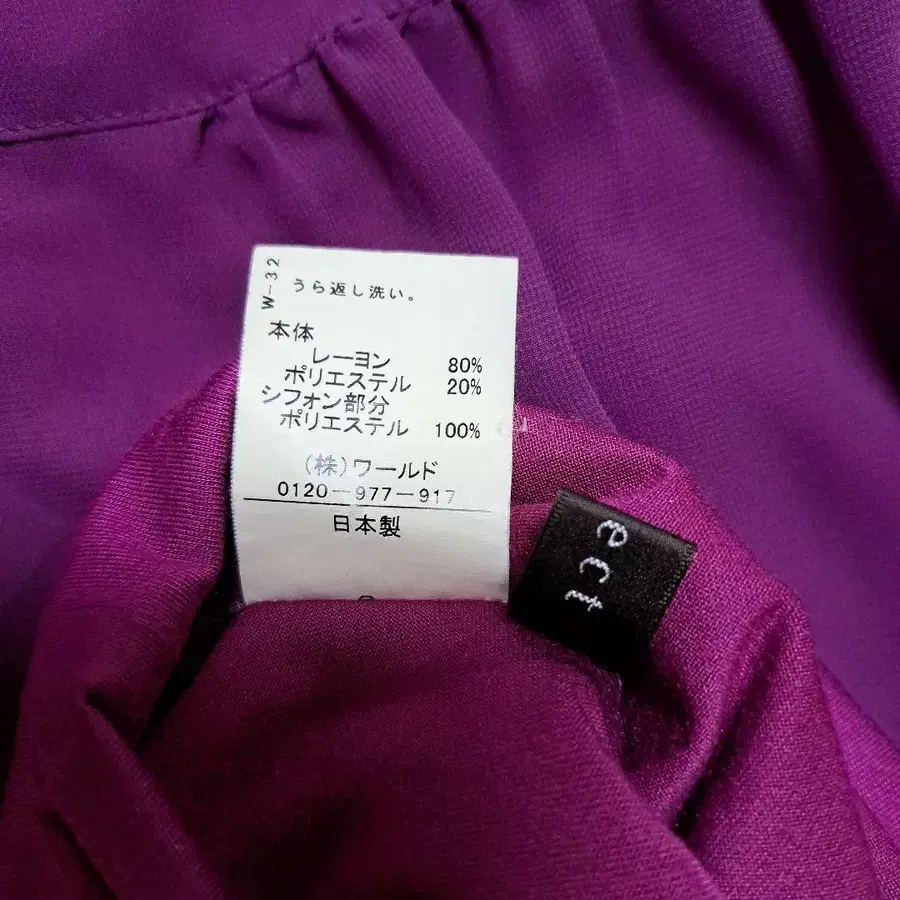 W-32
うら返し洗い。
本体
レーヨン 80%
ポリエステル 20%
シフォン部分
ポリエステル 100%
(株)ワールド
0120-977-917
日本製
ect